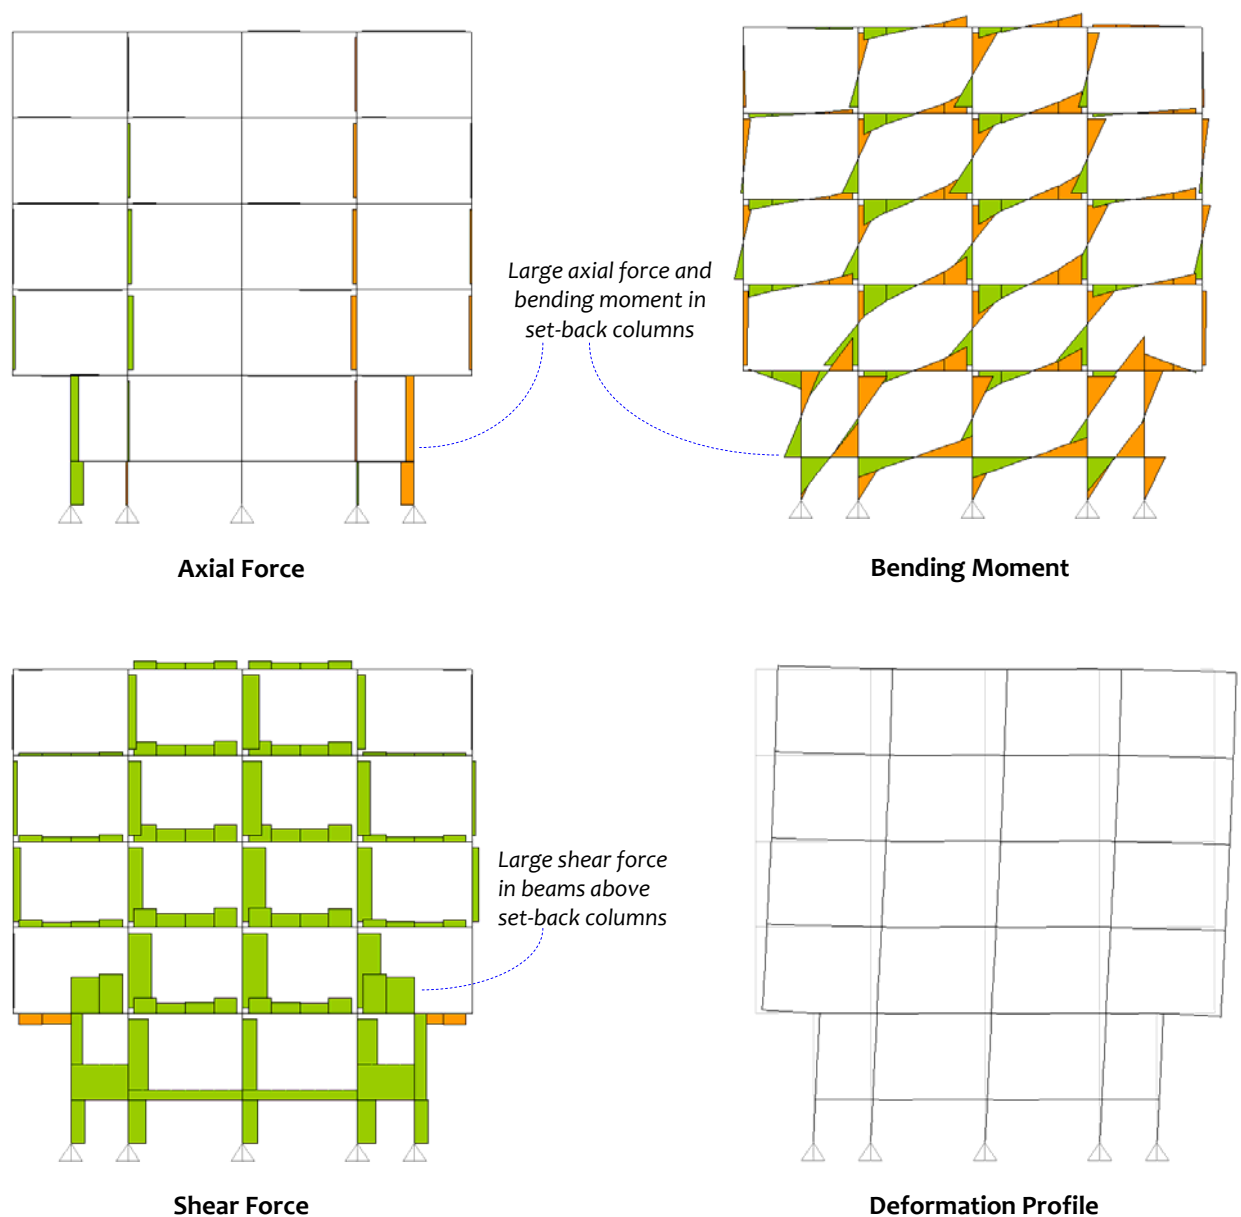 Large axial force and
bending moment in
set-back columns
Axial Force
Bending Moment
Large shear force
in beams above
set-back columns
Shear Force
Deformation Profile